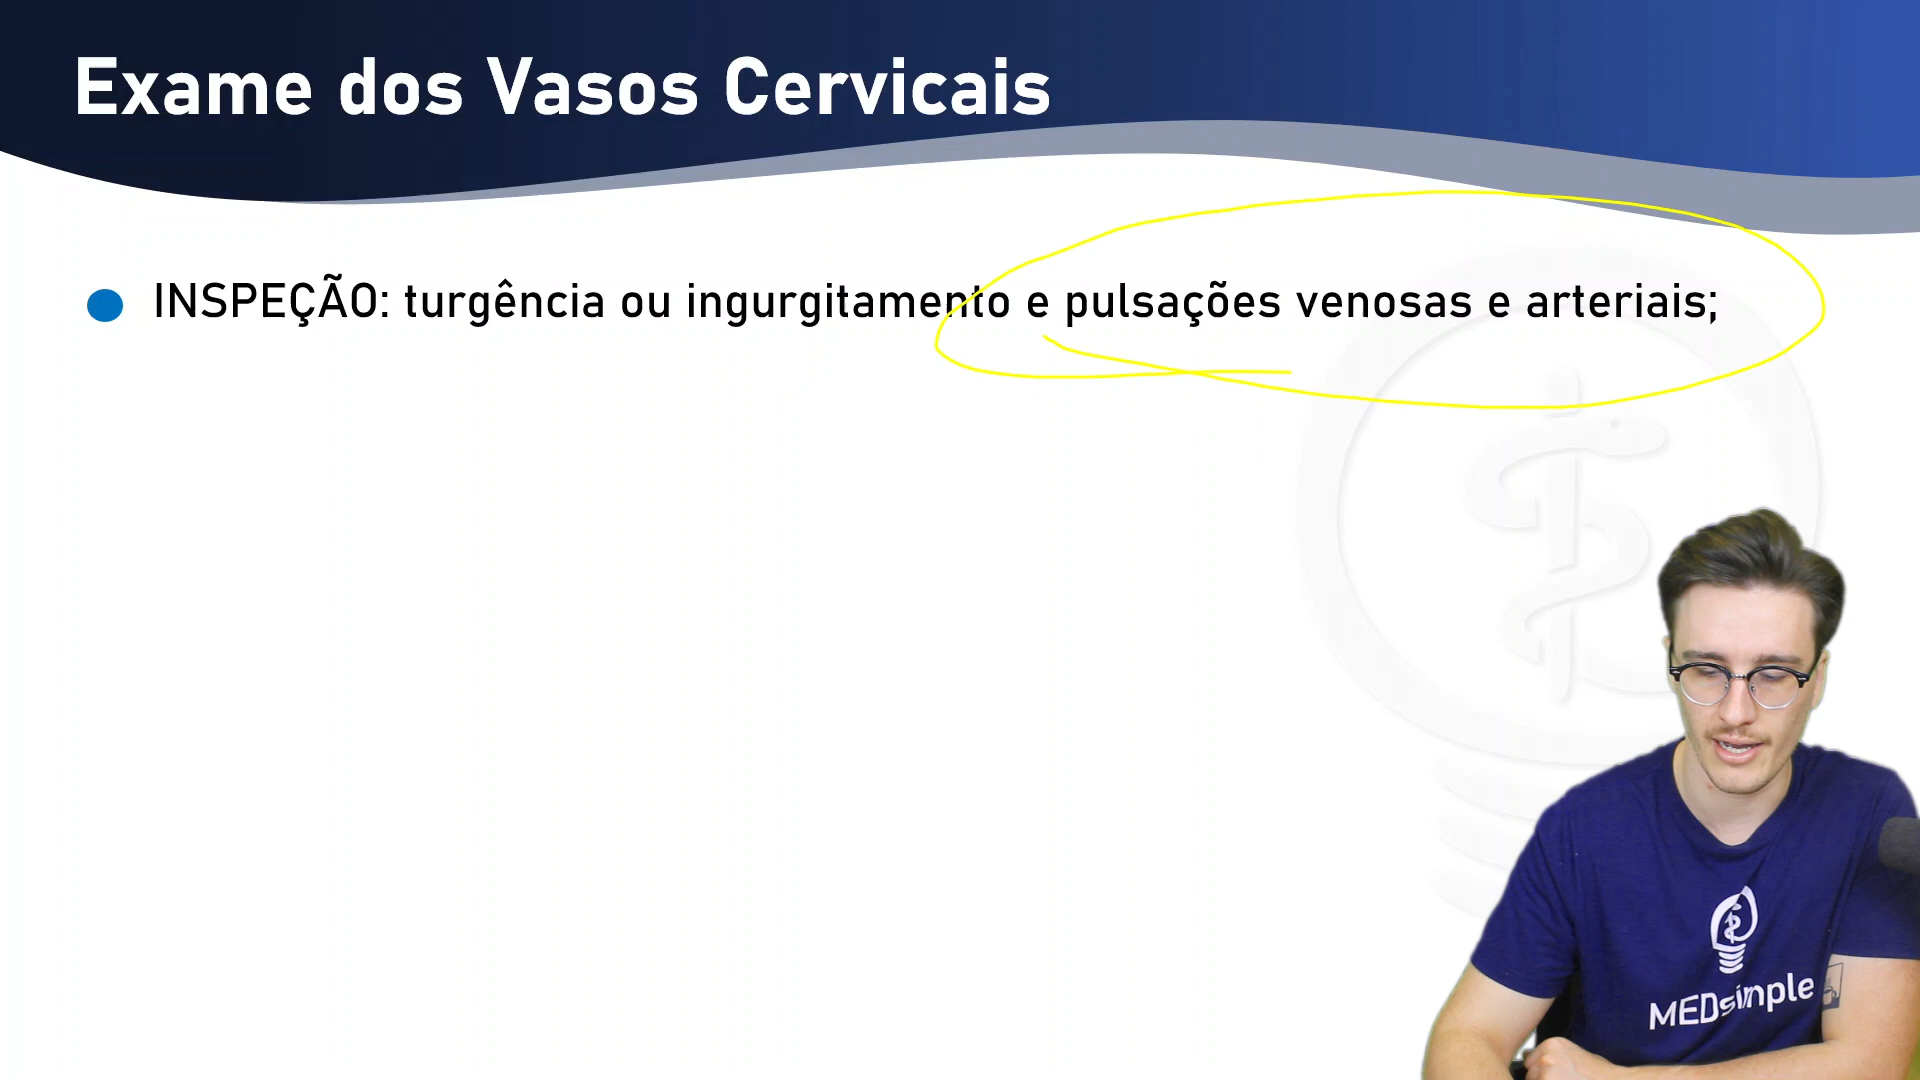 Exame dos Vasos Cervicais
INSPEÇÃO: turgência ou ingurgitamento e pulsações venosas e arteriais;
MEDsimple